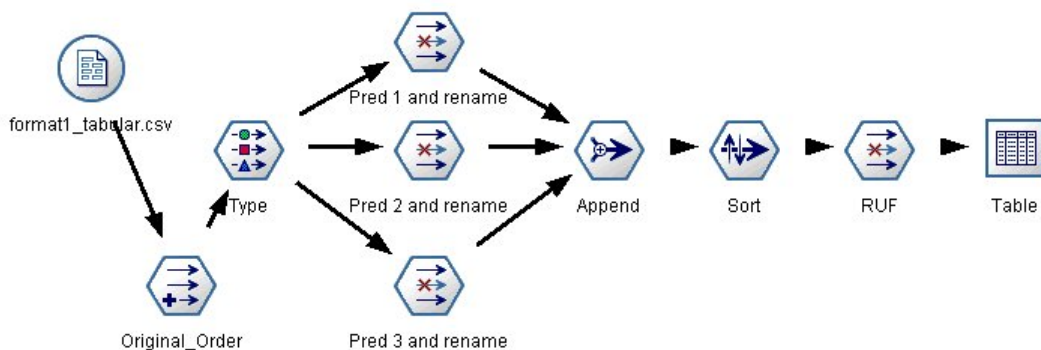 Pred 1 and rename
format1_tabular.csv
Type
Pred 2 and rename
Append
Sort
RUF
Table
Original_Order
Pred 3 and rename